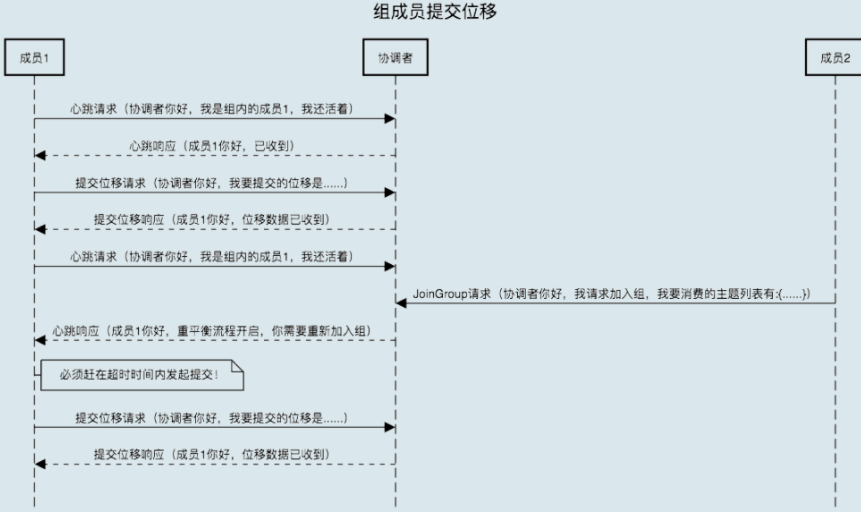 组成员提交位移
成员1
协调者
成员2
心跳请求（协调者你好，我是组内的成员1，我还活着）
心跳响应（成员1你好，已收到）
提交位移请求（协调者你好，我要提交的位移是......）
提交位移响应（成员1你好，位移数据已收到）
心跳请求（协调者你好，我是组内的成员1，我还活着）
JoinGroup请求（协调者你好，我请求加入组，我要消费的主题列表有:{......}）
心跳响应（成员1你好，重平衡流程开启，你需要重新加入组）
必须赶在超时时间内发起提交！
提交位移请求（协调者你好，我要提交的位移是......）
提交位移响应（成员1你好，位移数据已收到）